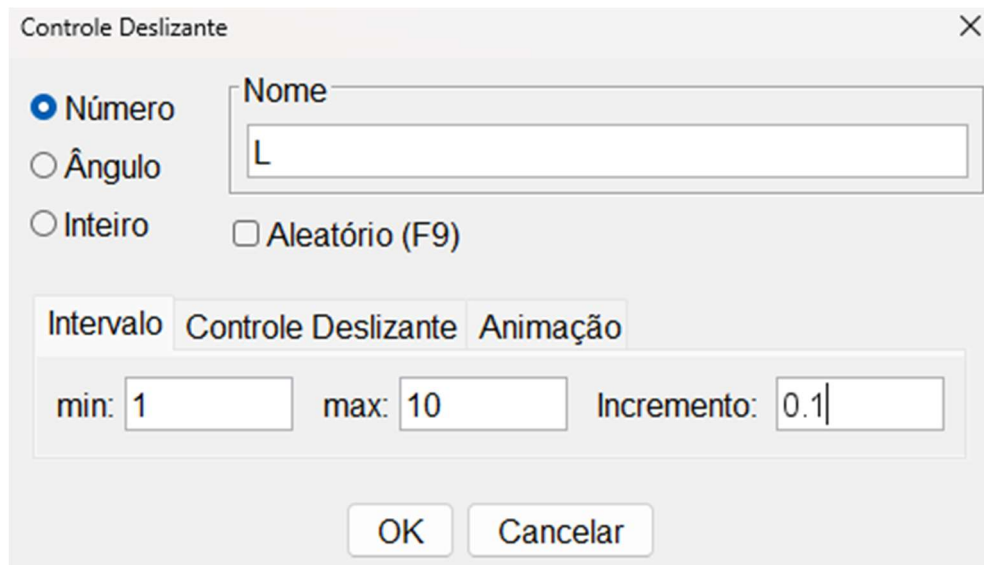 Controle Deslizante
Número
Nome
L
Ângulo
Inteiro
Aleatório (F9)
Intervalo Controle Deslizante Animação
min: 1 max: 10 Incremento: 0.1
OK Cancelar